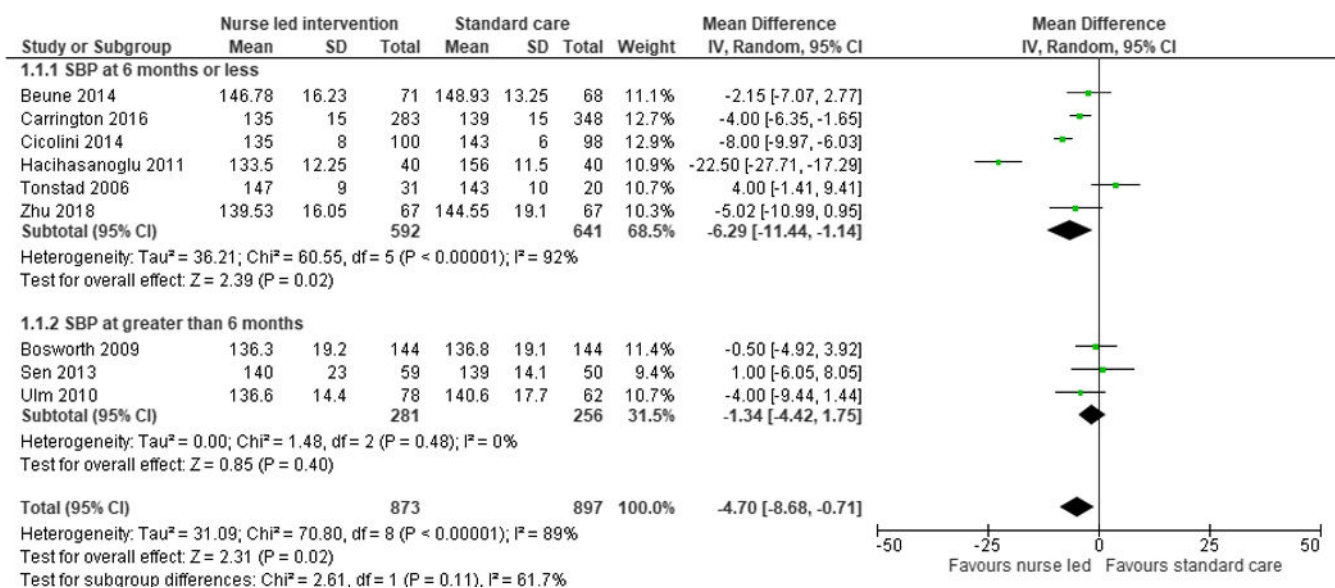 Nurse led intervention Standard care Mean Difference Mean Difference
Study or Subgroup Mean SD Total Mean SD Total Weight IV, Random, 95% CI IV, Random, 95% CI
1.1.1 SBP at 6 months or less
Beune 2014 146.78 16.23 71 148.93 13.25 68 11.1% -2.15 [-7.07, 2.77]
Carrington 2016 135 15 283 139 15 348 12.7% -4.00 [-6.35, -1.65]
Cicolini 2014 135 8 100 143 6 98 12.9% -8.00 [-9.97, -6.03]
Hacihasanoglu 2011 133.5 12.25 40 156 11.5 40 10.9% -22.50 [-27.71, -17.29]
Tonstad 2006 147 9 31 143 10 20 10.7% 4.00 [-1.41, 9.41]
Zhu 2018 139.53 16.05 67 144.55 19.1 67 10.3% -5.02 [-10.99, 0.95]
Subtotal (95% CI) 592 641 68.5% -6.29 [-11.44, -1.14]
Heterogeneity: Tau² = 36.21; Chi² = 60.55, df = 5 (P < 0.00001); I² = 92%
Test for overall effect: Z = 2.39 (P = 0.02)
1.1.2 SBP at greater than 6 months
Bosworth 2009 136.3 19.2 144 136.8 19.1 144 11.4% -0.50 [-4.92, 3.92]
Sen 2013 140 23 59 139 14.1 50 9.4% 1.00 [-6.05, 8.05]
Ulm 2010 136.6 14.4 78 140.6 17.7 62 10.7% -4.00 [-9.44, 1.44]
Subtotal (95% CI) 281 256 31.5% -1.34 [-4.42, 1.75]
Heterogeneity: Tau² = 0.00; Chi² = 1.48, df = 2 (P = 0.48); I² = 0%
Test for overall effect: Z = 0.85 (P = 0.40)
Total (95% CI) 873 897 100.0% -4.70 [-8.68, -0.71]
Heterogeneity: Tau² = 31.09; Chi² = 70.80, df = 8 (P < 0.00001); I² = 89%
Test for overall effect: Z = 2.31 (P = 0.02)
Test for subgroup differences: Chi² = 2.61, df = 1 (P = 0.11), I² = 61.7%
-50 -25 0 25 50
Favours nurse led Favours standard care